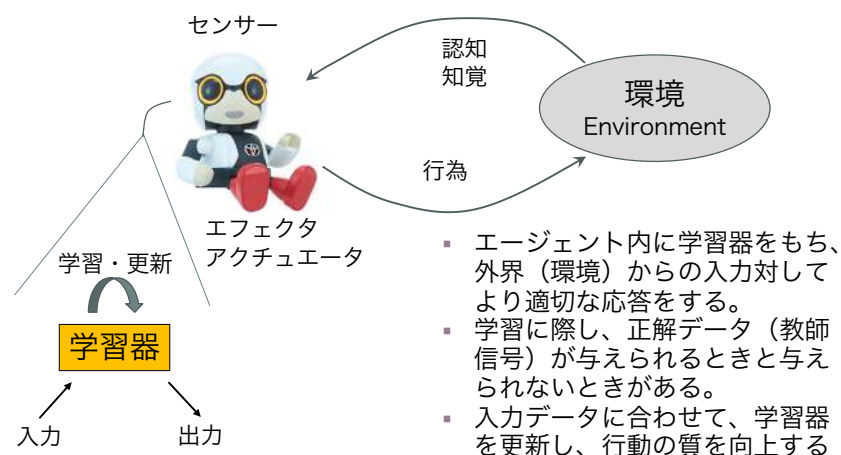 センサー
認知
知覚
環境
Environment
行為
エフェクタ
アクチュエータ
学習・更新
学習器
入力
出力
▪ エージェント内に学習器をもち、
外界（環境）からの入力対して
より適切な応答をする。
▪ 学習に際し、正解データ（教師
信号）が与えられるときと与え
られないときがある。
▪ 入力データに合わせて、学習器
を更新し、行動の質を向上する